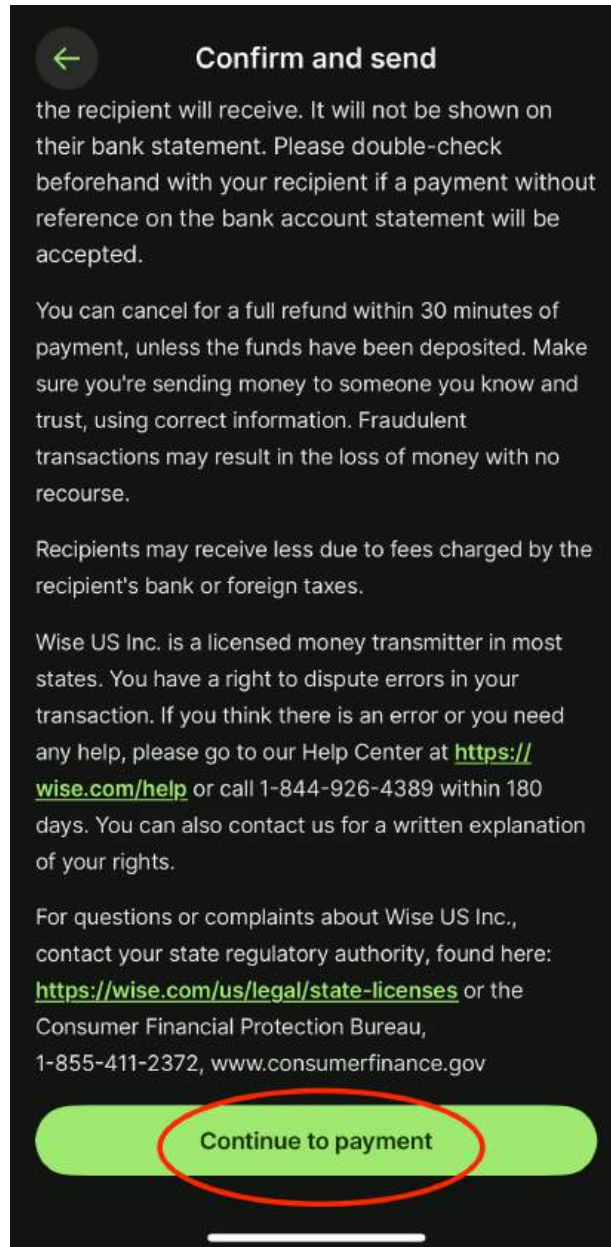 Confirm and send
the recipient will receive. It will not be shown on
their bank statement. Please double-check
beforehand with your recipient if a payment without
reference on the bank account statement will be
accepted.
You can cancel for a full refund within 30 minutes of
payment, unless the funds have been deposited. Make
sure you're sending money to someone you know and
trust, using correct information. Fraudulent
transactions may result in the loss of money with no
recourse.
Recipients may receive less due to fees charged by the
recipient's bank or foreign taxes.
Wise US Inc. is a licensed money transmitter in most
states. You have a right to dispute errors in your
transaction. If you think there is an error or you need
any help, please go to our Help Center at https://
wise.com/help or call 1-844-926-4389 within 180
days. You can also contact us for a written explanation
of your rights.
For questions or complaints about Wise US Inc.,
contact your state regulatory authority, found here:
https://wise.com/us/legal/state-licenses or the
Consumer Financial Protection Bureau,
1-855-411-2372, www.consumerfinance.gov
Continue to payment